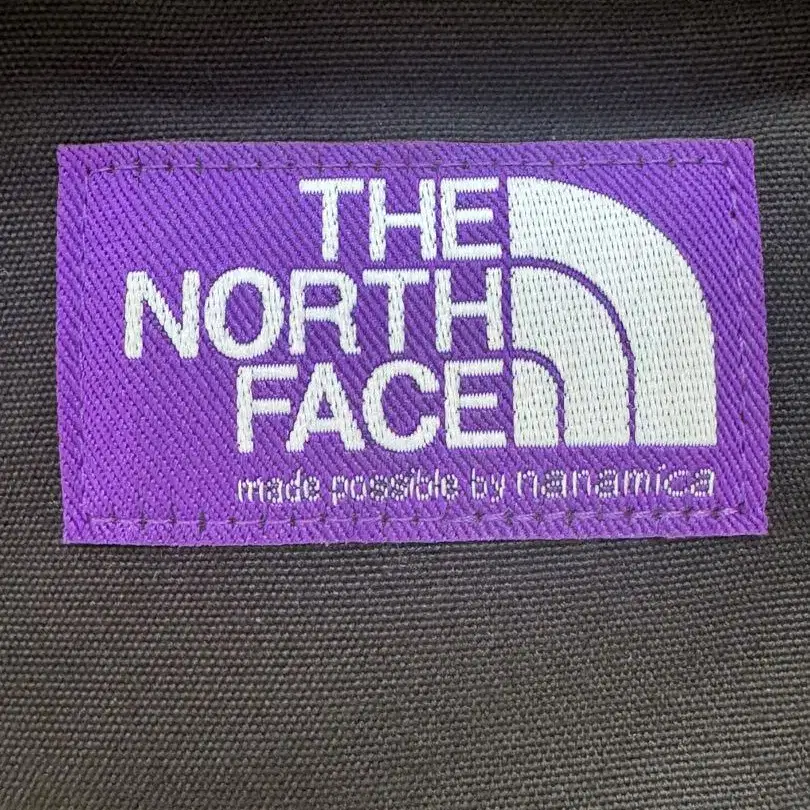 THE
NORTH
FACE
made possible by nanamica